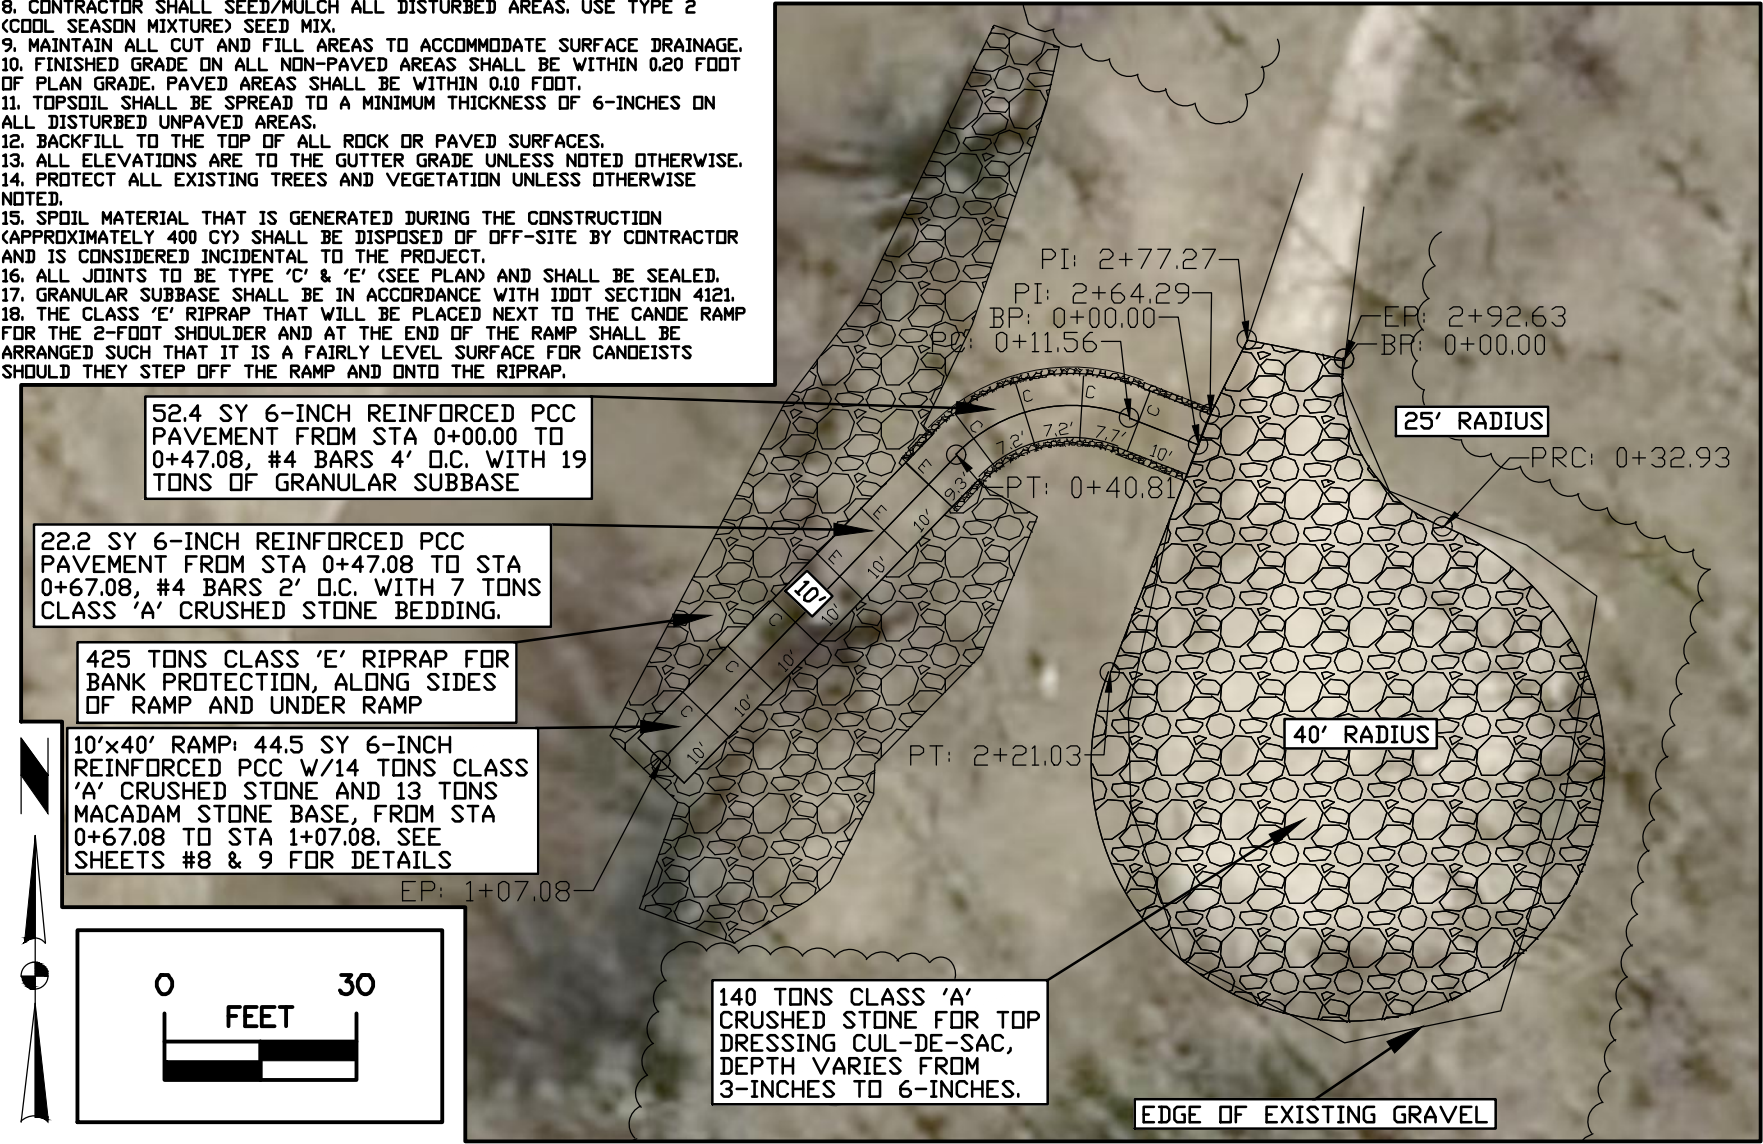 8. CONTRACTOR SHALL SEED/MULCH ALL DISTURBED AREAS. USE TYPE 2
(COOL SEASON MIXTURE) SEED MIX.
9. MAINTAIN ALL CUT AND FILL AREAS TO ACCOMMODATE SURFACE DRAINAGE.
10. FINISHED GRADE ON ALL NON-PAVED AREAS SHALL BE WITHIN 0.20 FOOT
OF PLAN GRADE. PAVED AREAS SHALL BE WITHIN 0.10 FOOT.
11. TOPSOIL SHALL BE SPREAD TO A MINIMUM THICKNESS OF 6-INCHES ON
ALL DISTURBED UNPAVED AREAS.
12. BACKFILL TO THE TOP OF ALL ROCK OR PAVED SURFACES.
13. ALL ELEVATIONS ARE TO THE GUTTER GRADE UNLESS NOTED OTHERWISE.
14. PROTECT ALL EXISTING TREES AND VEGETATION UNLESS OTHERWISE
NOTED.
15. SPOIL MATERIAL THAT IS GENERATED DURING THE CONSTRUCTION
(APPROXIMATELY 400 CY) SHALL BE DISPOSED OF OFF-SITE BY CONTRACTOR
AND IS CONSIDERED INCIDENTAL TO THE PROJECT.
16. ALL JOINTS TO BE TYPE 'C' & 'E' (SEE PLAN) AND SHALL BE SEALED.
17. GRANULAR SUBBASE SHALL BE IN ACCORDANCE WITH IDOT SECTION 4121.
18. THE CLASS 'E' RIPRAP THAT WILL BE PLACED NEXT TO THE CANOE RAMP
FOR THE 2-FOOT SHOULDER AND AT THE END OF THE RAMP SHALL BE
ARRANGED SUCH THAT IT IS A FAIRLY LEVEL SURFACE FOR CANOEISTS
SHOULD THEY STEP OFF THE RAMP AND ONTO THE RIPRAP.
PI: 2+77.27
PI: 2+64.29
BP: 0+00.00
PC: 0+11.56
EP: 2+92.63
BP: 0+00.00
25' RADIUS
PRC: 0+32.93
52.4 SY 6-INCH REINFORCED PCC
PAVEMENT FROM STA 0+00.00 TO
0+47.08, #4 BARS 4' O.C. WITH 19
TONS OF GRANULAR SUBBASE
C
C
C
C
7.2'
7.2'
7.7'
10'
E
9.3'
PT: 0+40.81
22.2 SY 6-INCH REINFORCED PCC
PAVEMENT FROM STA 0+47.08 TO STA
0+67.08, #4 BARS 2' O.C. WITH 7 TONS
CLASS 'A' CRUSHED STONE BEDDING.
E
10'
E
10'
10'
10'
C
10'
C
10'
C
10'
425 TONS CLASS 'E' RIPRAP FOR
BANK PROTECTION, ALONG SIDES
OF RAMP AND UNDER RAMP
10'x40' RAMP: 44.5 SY 6-INCH
REINFORCED PCC W/14 TONS CLASS
'A' CRUSHED STONE AND 13 TONS
MACADAM STONE BASE, FROM STA
0+67.08 TO STA 1+07.08. SEE
SHEETS #8 & 9 FOR DETAILS
EP: 1+07.08
PT: 2+21.03
40' RADIUS
N
0 30
FEET
140 TONS CLASS 'A'
CRUSHED STONE FOR TOP
DRESSING CUL-DE-SAC,
DEPTH VARIES FROM
3-INCHES TO 6-INCHES.
EDGE OF EXISTING GRAVEL